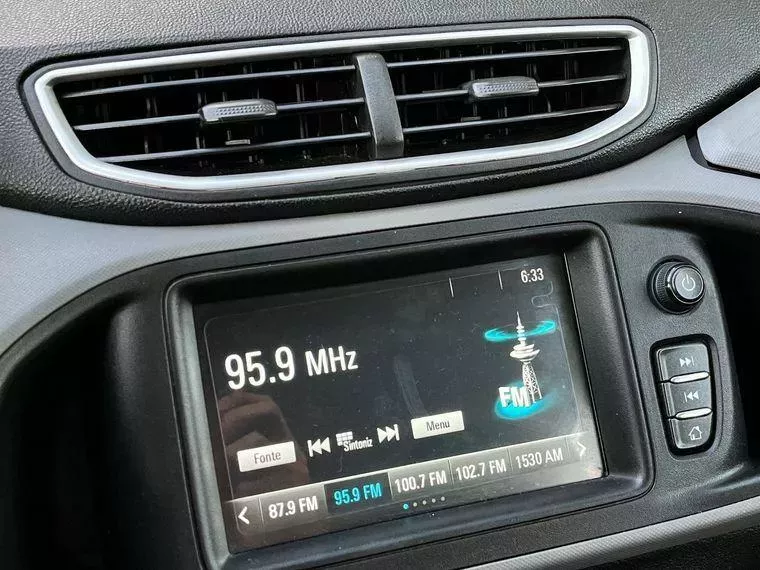 6:33
95.9 MHz
FM
Fonte Sintoniz Menu
87.9 FM 95.9 FM 100.7 FM 102.7 FM 1530 AM